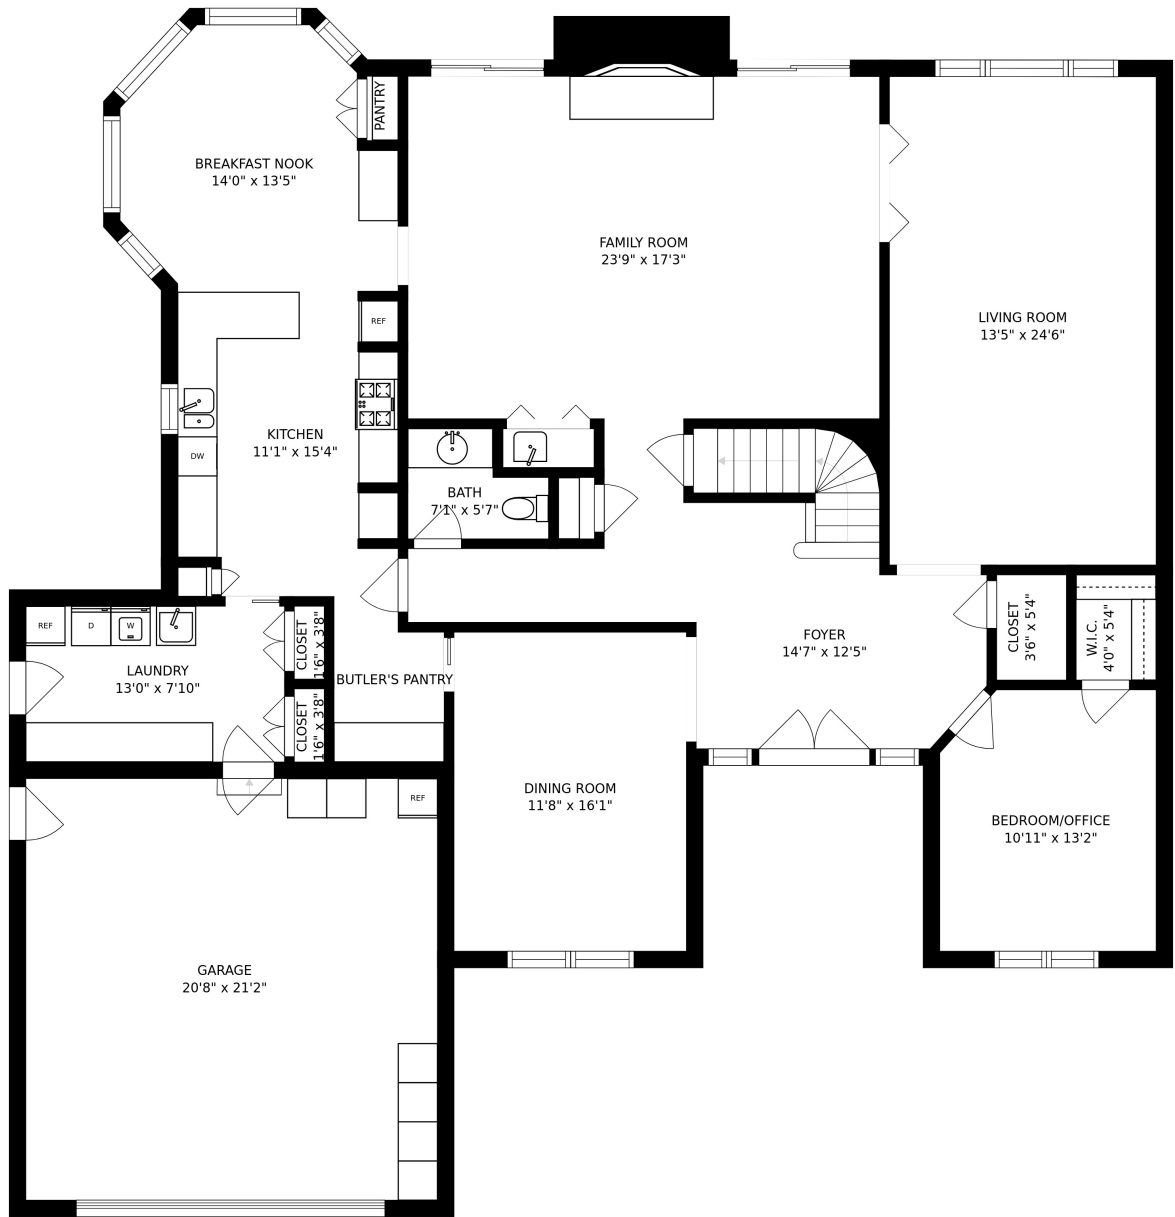 PANTRY
BREAKFAST NOOK
14'0" x 13'5"
FAMILY ROOM
23'9" x 17'3"
LIVING ROOM
13'5" x 24'6"
REF
KITCHEN
11'1" x 15'4"
DW
BATH
7'1" x 5'7"
REF
D
W
LAUNDRY
13'0" x 7'10"
CLOSET
1'6" x 3'8"
CLOSET
1'6" x 3'8"
BUTLER'S PANTRY
FOYER
14'7" x 12'5"
CLOSET
3'6" x 5'4"
W.I.C.
4'0" x 5'4"
DINING ROOM
11'8" x 16'1"
REF
BEDROOM/OFFICE
10'11" x 13'2"
GARAGE
20'8" x 21'2"